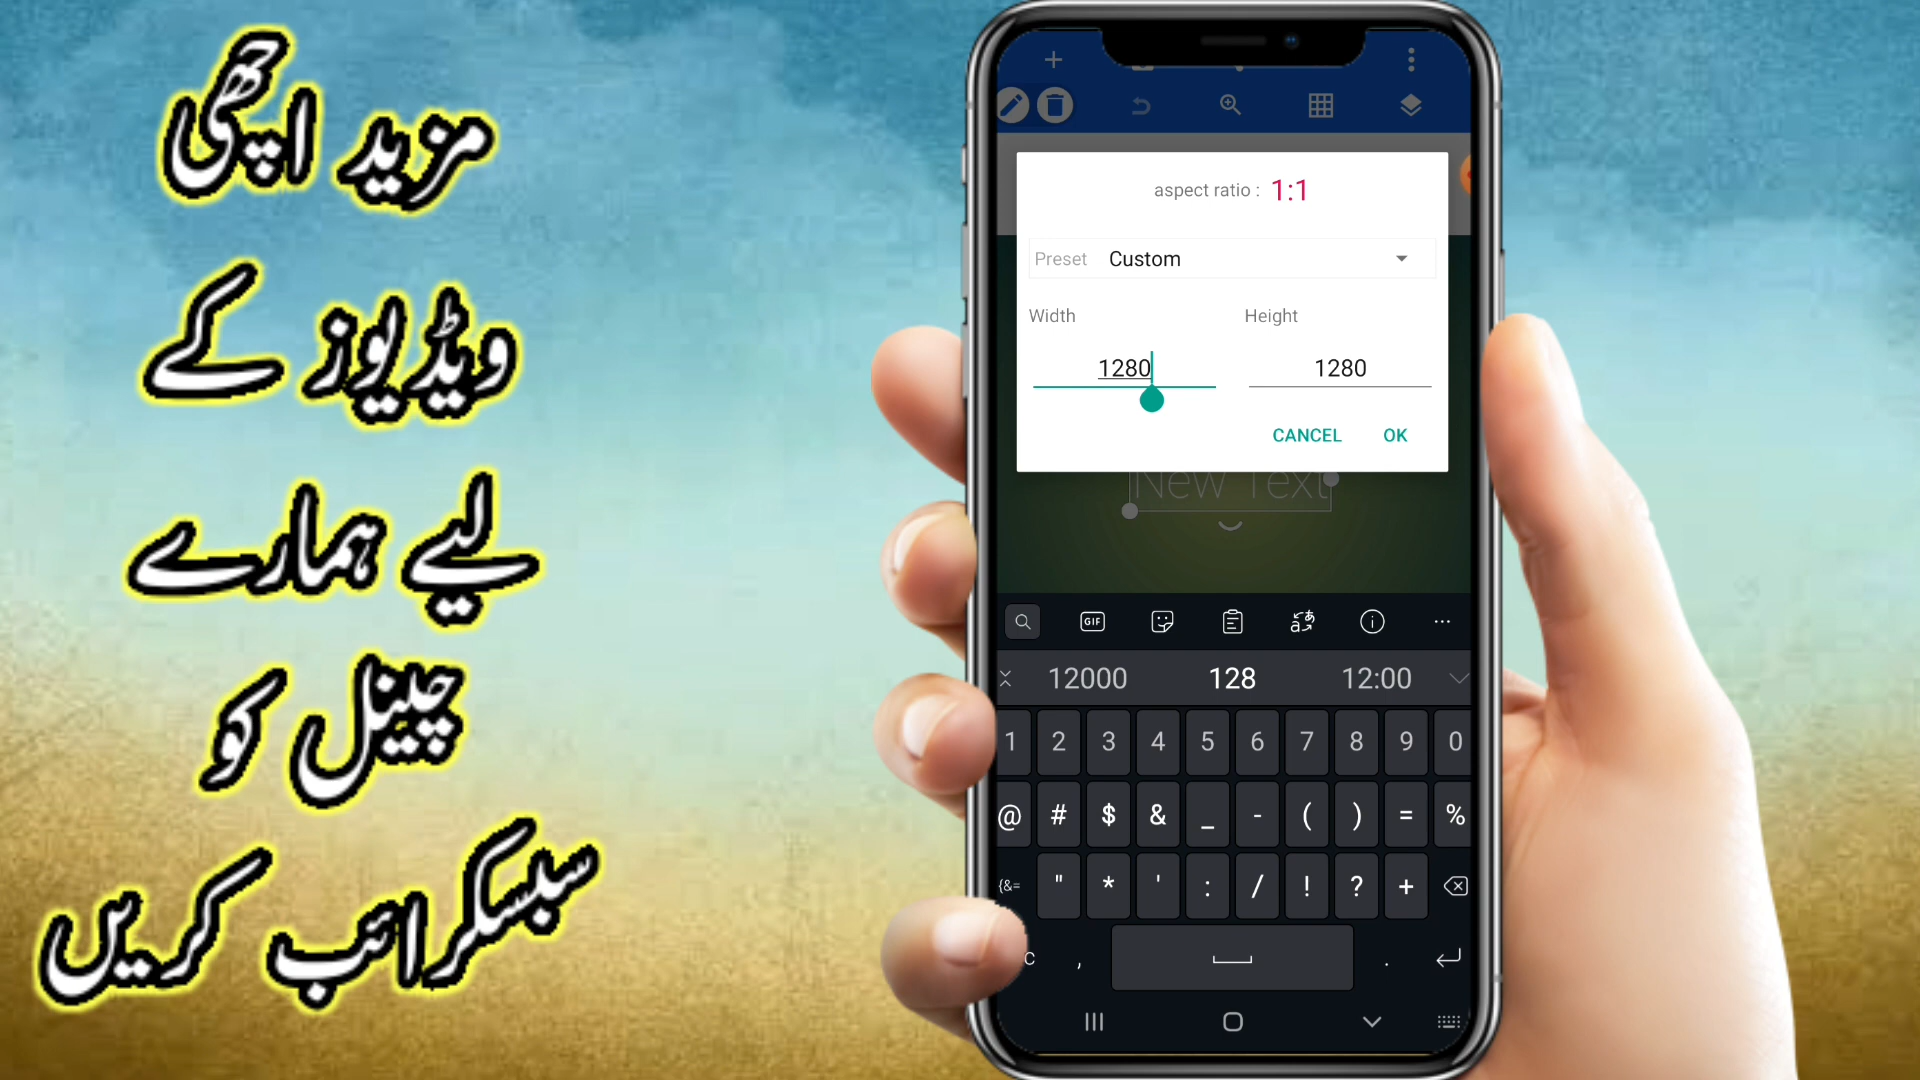 مزید اچھی
ویڈیوز کے
لیے ہمارے
چینل کو
سبسکرائب کریں
aspect ratio : 1:1
Preset Custom
Width Height
1280 1280
CANCEL OK
New Text
GIF
12000 128 12:00
1 2 3 4 5 6 7 8 9 0
@ # $ & _ - ( ) = %
{&= " * ' : / ! ? +
C , .